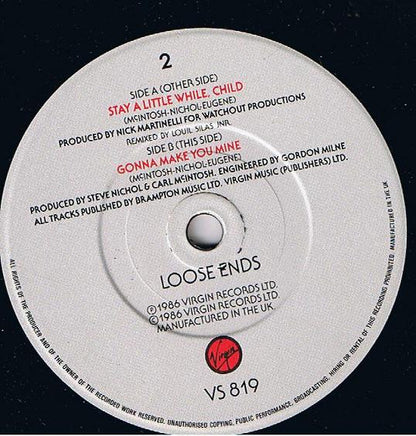 2
SIDE A (OTHER SIDE)
STAY A LITTLE WHILE, CHILD
(McINTOSH-NICHOL-EUGENE)
PRODUCED BY NICK MARTINELLI FOR WATCHOUT PRODUCTIONS
REMIXED BY LOUIL SILAS JNR.
SIDE B (THIS SIDE)
GONNA MAKE YOU MINE
(McINTOSH-NICHOL-EUGENE)
PRODUCED BY STEVE NICHOL & CARL McINTOSH. ENGINEERED BY GORDON MILNE
ALL TRACKS PUBLISHED BY BRAMPTON MUSIC LTD. VIRGIN MUSIC (PUBLISHERS) LTD.
LOOSE ENDS
℗1986 VIRGIN RECORDS LTD.
©1986 VIRGIN RECORDS LTD.
MANUFACTURED IN THE UK
Virgin
VS 819
ALL RIGHTS OF THE PRODUCER AND OF THE OWNER OF THE RECORDED WORK RESERVED. UNAUTHORISED COPYING, PUBLIC PERFORMANCE, BROADCASTING, HIRING OR RENTAL OF THIS RECORDING PROHIBITED. MANUFACTURED IN THE UK